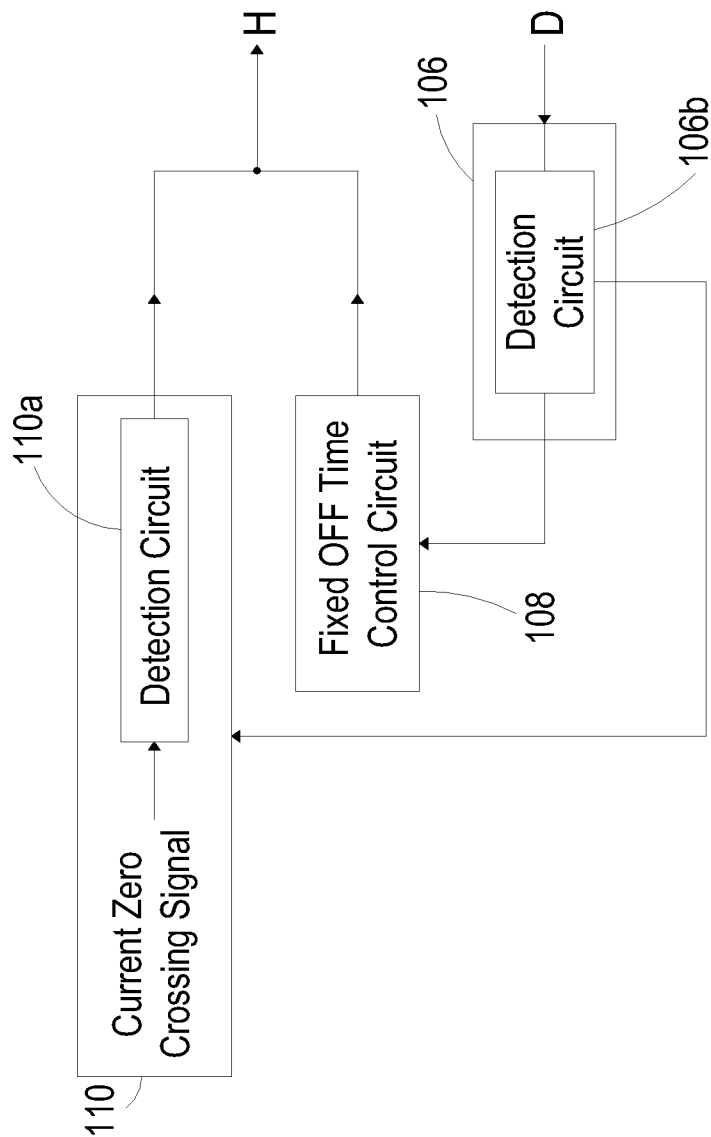 110
Current Zero
Crossing Signal
110a
Detection Circuit
H
Fixed OFF Time
Control Circuit
108
106
Detection
Circuit
106b
D